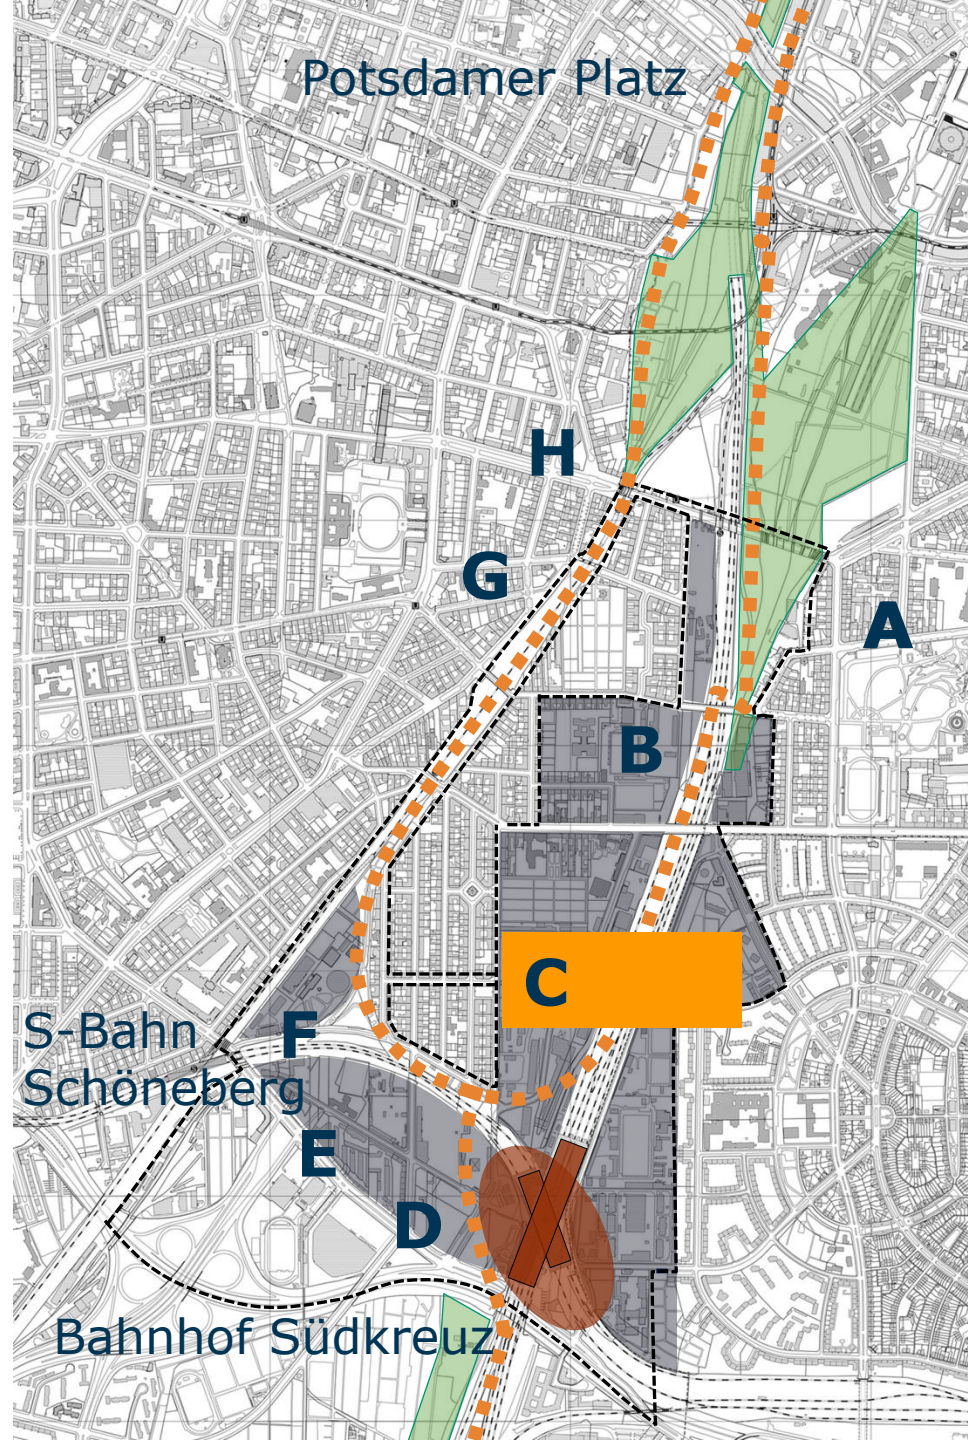 Potsdamer Platz
H
G
A
B
C
S-Bahn
F
Schöneberg
E
D
Bahnhof Südkreuz